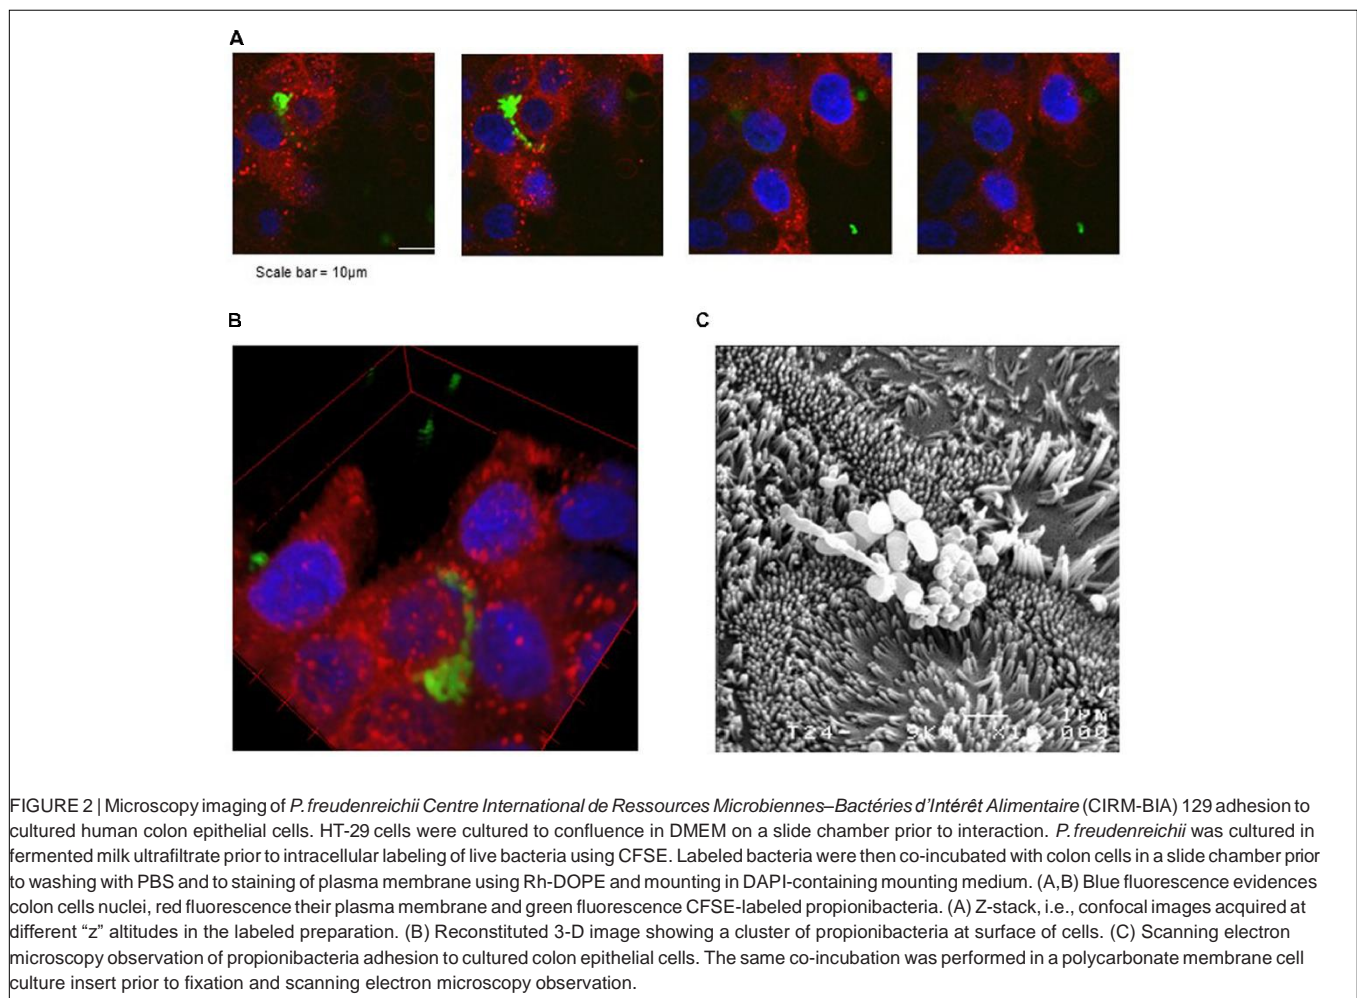 A
Scale bar = 10µm
B
C
1µm
T24 9KV X10,000
FIGURE 2 | Microscopy imaging of P. freudenreichii Centre International de Ressources Microbiennes–Bactéries d'Intérêt Alimentaire (CIRM-BIA) 129 adhesion to
cultured human colon epithelial cells. HT-29 cells were cultured to confluence in DMEM on a slide chamber prior to interaction. P. freudenreichii was cultured in
fermented milk ultrafiltrate prior to intracellular labeling of live bacteria using CFSE. Labeled bacteria were then co-incubated with colon cells in a slide chamber prior
to washing with PBS and to staining of plasma membrane using Rh-DOPE and mounting in DAPI-containing mounting medium. (A,B) Blue fluorescence evidences
colon cells nuclei, red fluorescence their plasma membrane and green fluorescence CFSE-labeled propionibacteria. (A) Z-stack, i.e., confocal images acquired at
different “z” altitudes in the labeled preparation. (B) Reconstituted 3-D image showing a cluster of propionibacteria at surface of cells. (C) Scanning electron
microscopy observation of propionibacteria adhesion to cultured colon epithelial cells. The same co-incubation was performed in a polycarbonate membrane cell
culture insert prior to fixation and scanning electron microscopy observation.